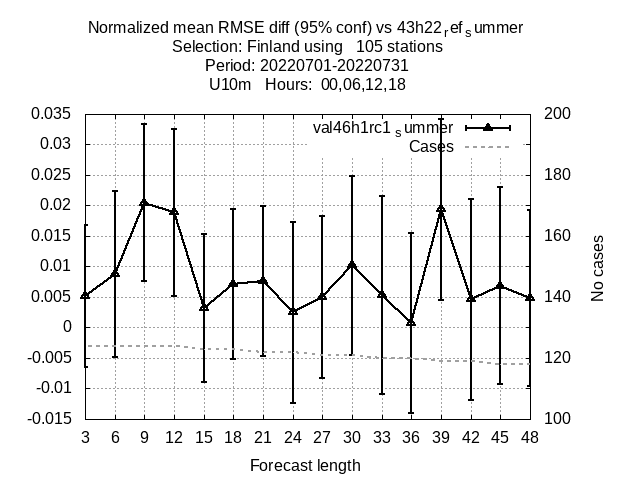 Normalized mean RMSE diff (95% conf) vs 43h22ref summer
Selection: Finland using 105 stations
Period: 20220701-20220731
U10m Hours: 00,06,12,18
val46h1rc1 summer
Cases
0.035
0.03
0.025
0.02
0.015
0.01
0.005
0
-0.005
-0.01
-0.015
200
180
160
140
120
100
No cases
3 6 9 12 15 18 21 24 27 30 33 36 39 42 45 48
Forecast length